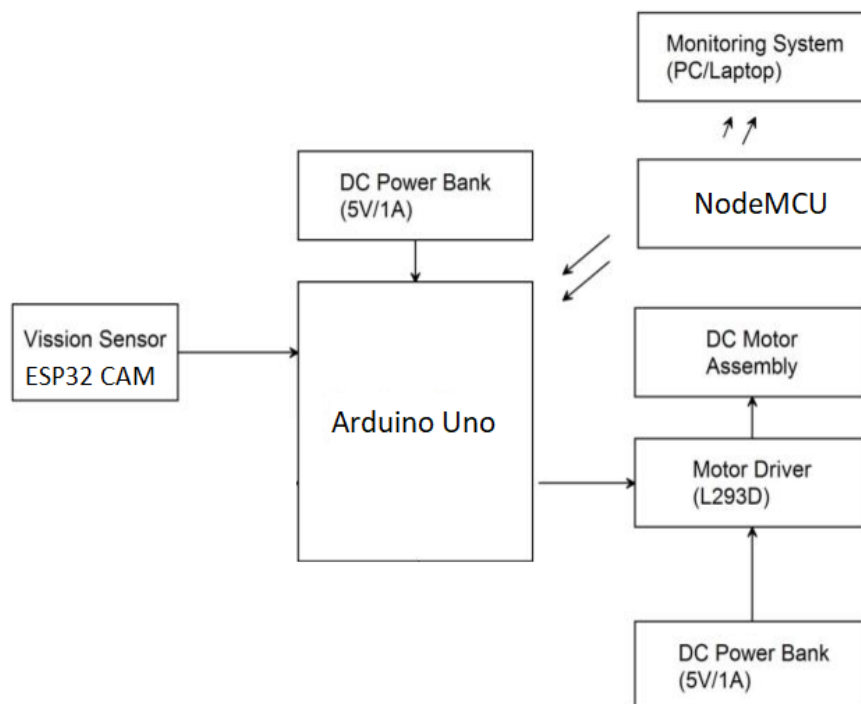 Monitoring System
(PC/Laptop)
DC Power Bank
(5V/1A)
NodeMCU
Vission Sensor
ESP32 CAM
Arduino Uno
DC Motor
Assembly
Motor Driver
(L293D)
DC Power Bank
(5V/1A)